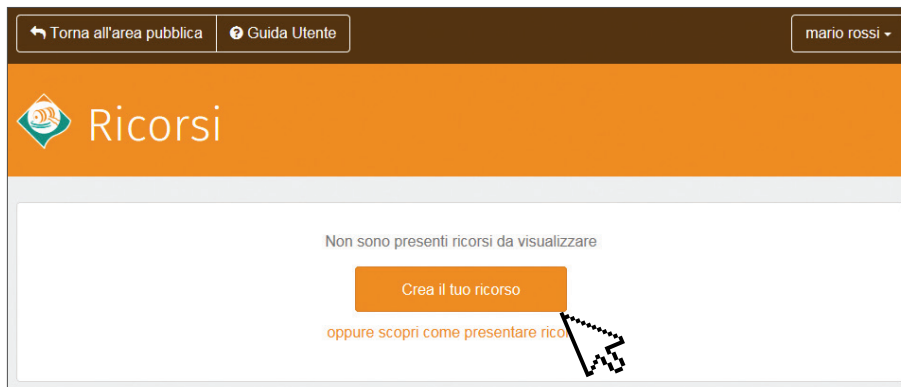 Torna all'area pubblica Guida Utente mario rossi
Ricorsi
Non sono presenti ricorsi da visualizzare
Crea il tuo ricorso
oppure scopri come presentare